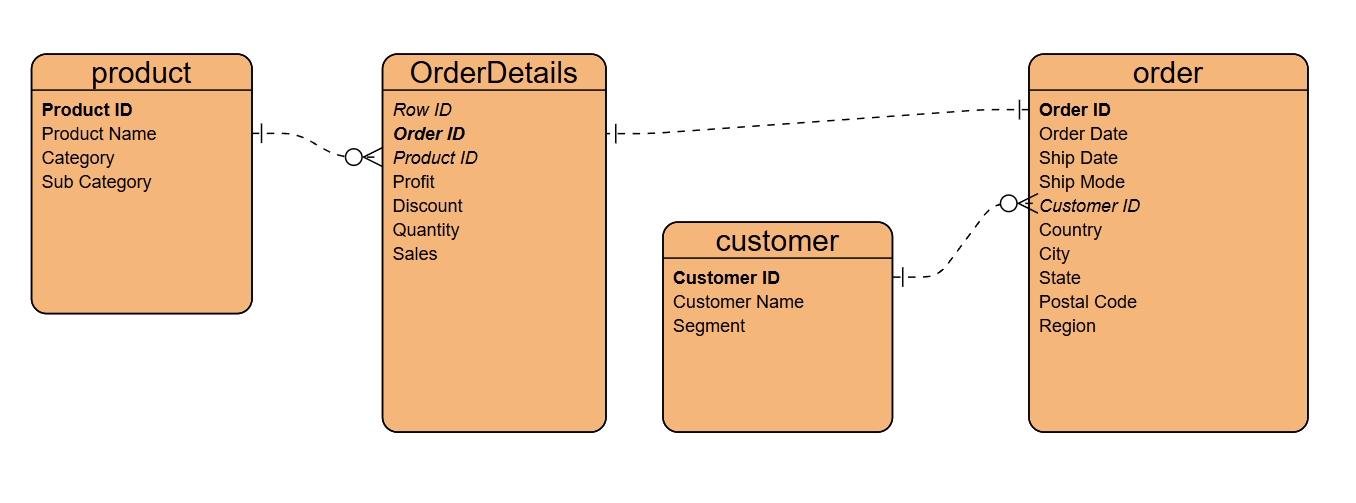 product
Product ID
Product Name
Category
Sub Category
OrderDetails
Row ID
Order ID
Product ID
Profit
Discount
Quantity
Sales
customer
Customer ID
Customer Name
Segment
order
Order ID
Order Date
Ship Date
Ship Mode
Customer ID
Country
City
State
Postal Code
Region